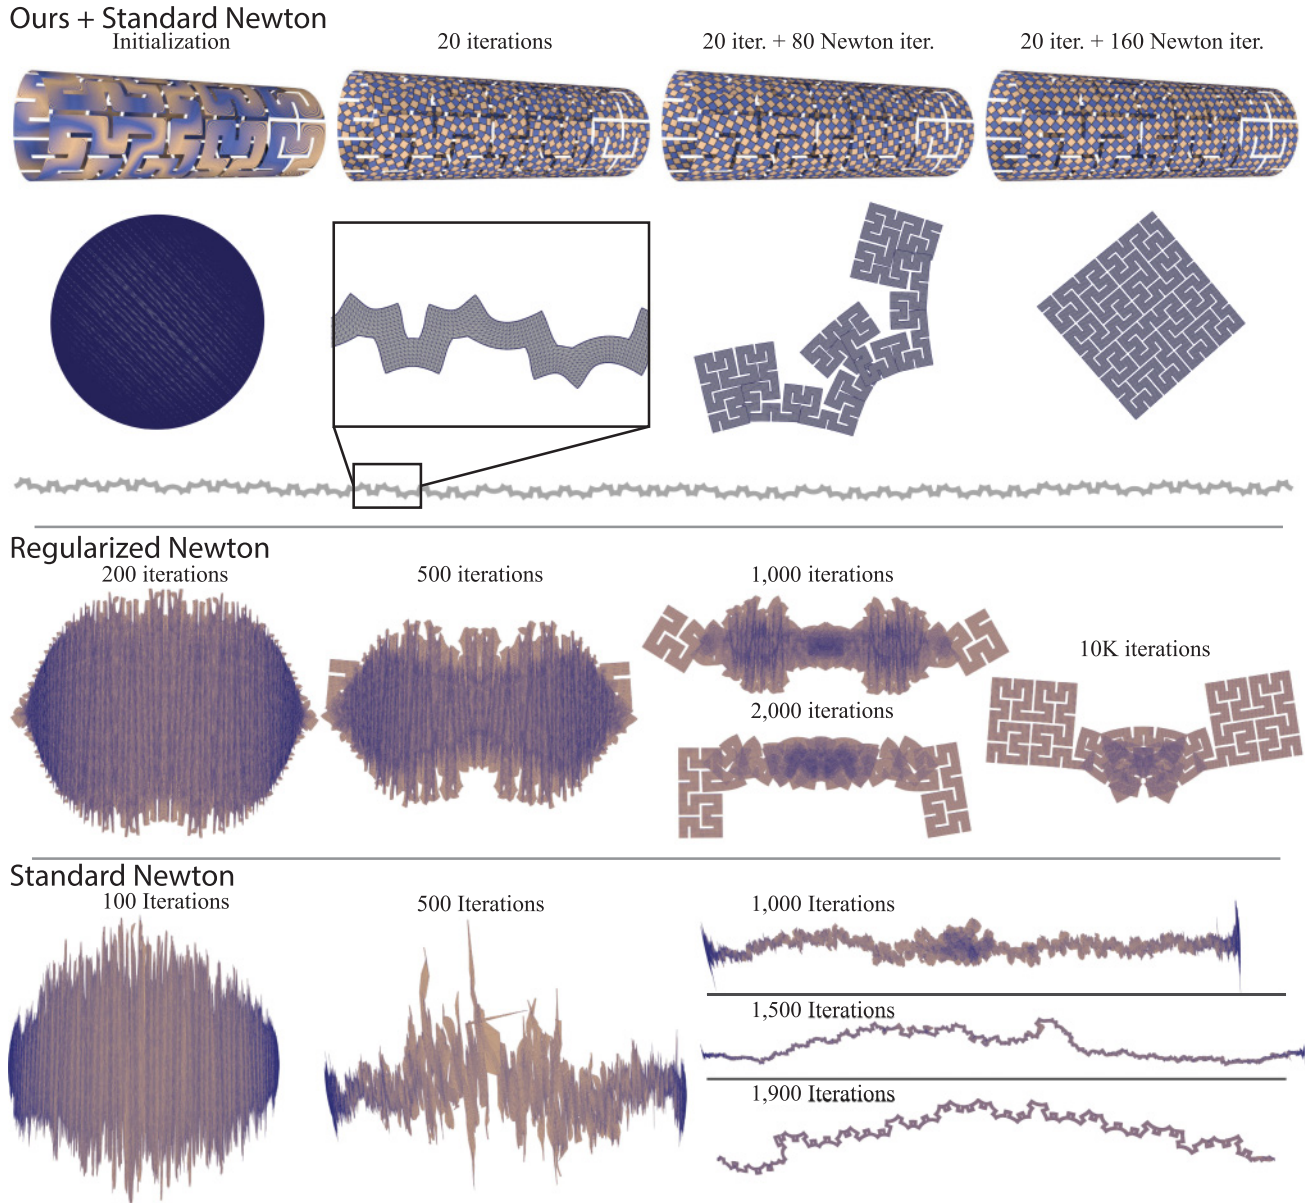 Ours + Standard Newton
Initialization
20 iterations
20 iter. + 80 Newton iter.
20 iter. + 160 Newton iter.
Regularized Newton
200 iterations
500 iterations
1,000 iterations
2,000 iterations
10K iterations
Standard Newton
100 Iterations
500 Iterations
1,000 Iterations
1,500 Iterations
1,900 Iterations